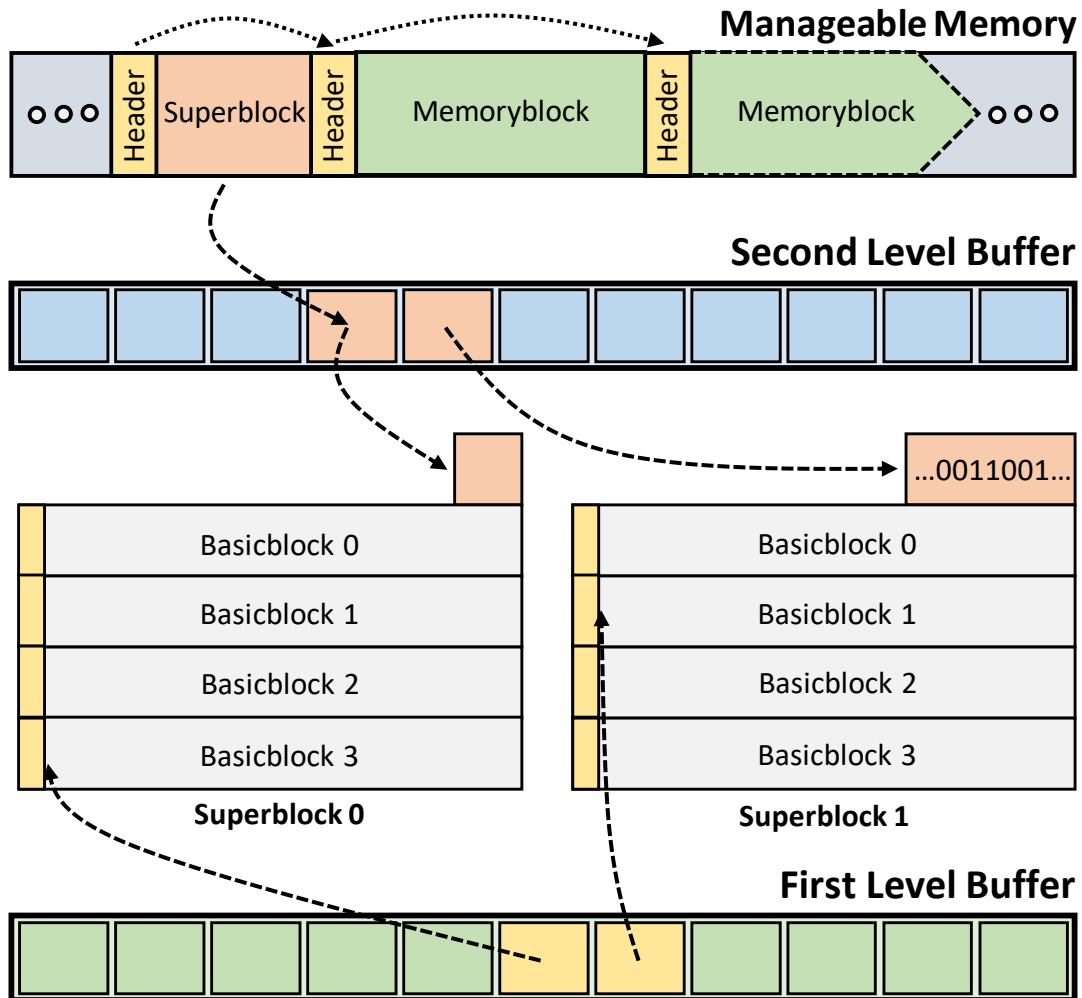 Manageable Memory
Header
Superblock
Header
Memoryblock
Header
Memoryblock
Second Level Buffer
...0011001...
Basicblock 0
Basicblock 1
Basicblock 2
Basicblock 3
Superblock 0
Basicblock 0
Basicblock 1
Basicblock 2
Basicblock 3
Superblock 1
First Level Buffer